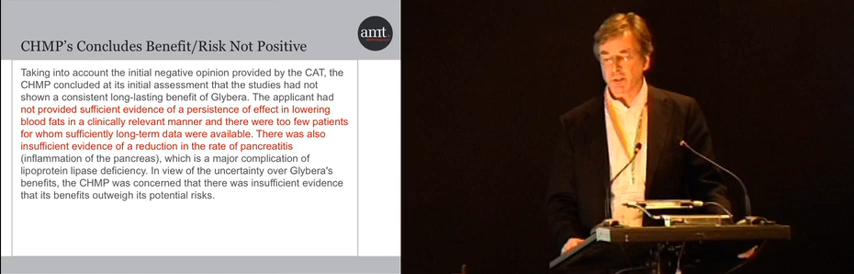 amt
CHMP's Concludes Benefit/Risk Not Positive
Taking into account the initial negative opinion provided by the CAT, the
CHMP concluded at its initial assessment that the studies had not
shown a consistent long-lasting benefit of Glybera. The applicant had
not provided sufficient evidence of a persistence of effect in lowering
blood fats in a clinically relevant manner and there were too few patients
for whom sufficiently long-term data were available. There was also
insufficient evidence of a reduction in the rate of pancreatitis
(inflammation of the pancreas), which is a major complication of
lipoprotein lipase deficiency. In view of the uncertainty over Glybera's
benefits, the CHMP was concerned that there was insufficient evidence
that its benefits outweigh its potential risks.